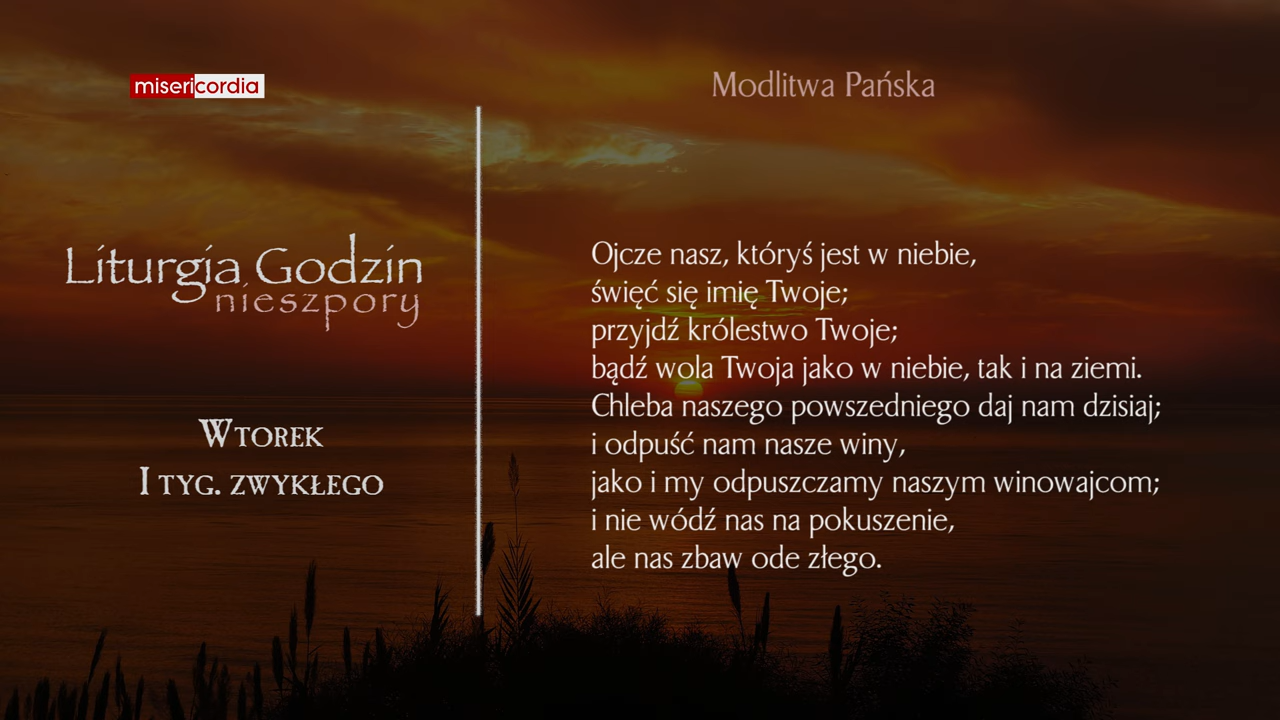 misericordia
Liturgia Godzin
nieszpory
Wtorek
I tyg. zwykłego
Modlitwa Pańska
Ojcze nasz, któryś jest w niebie,
święć się imię Twoje;
przyjdź królestwo Twoje;
bądź wola Twoja jako w niebie, tak i na ziemi.
Chleba naszego powszedniego daj nam dzisiaj;
i odpuść nam nasze winy,
jako i my odpuszczamy naszym winowajcom;
i nie wódź nas na pokuszenie,
ale nas zbaw ode złego.